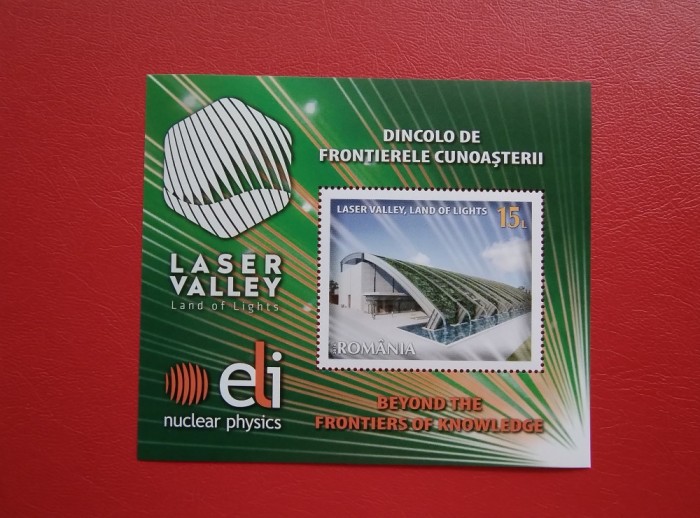 DINCOLO DE
FRONTIERELE CUNOAȘTERII
LASER VALLEY, LAND OF LIGHTS 15L
ROMÂNIA
LASER
VALLEY
Land of Lights
eli
nuclear physics
BEYOND THE
FRONTIERS OF KNOWLEDGE